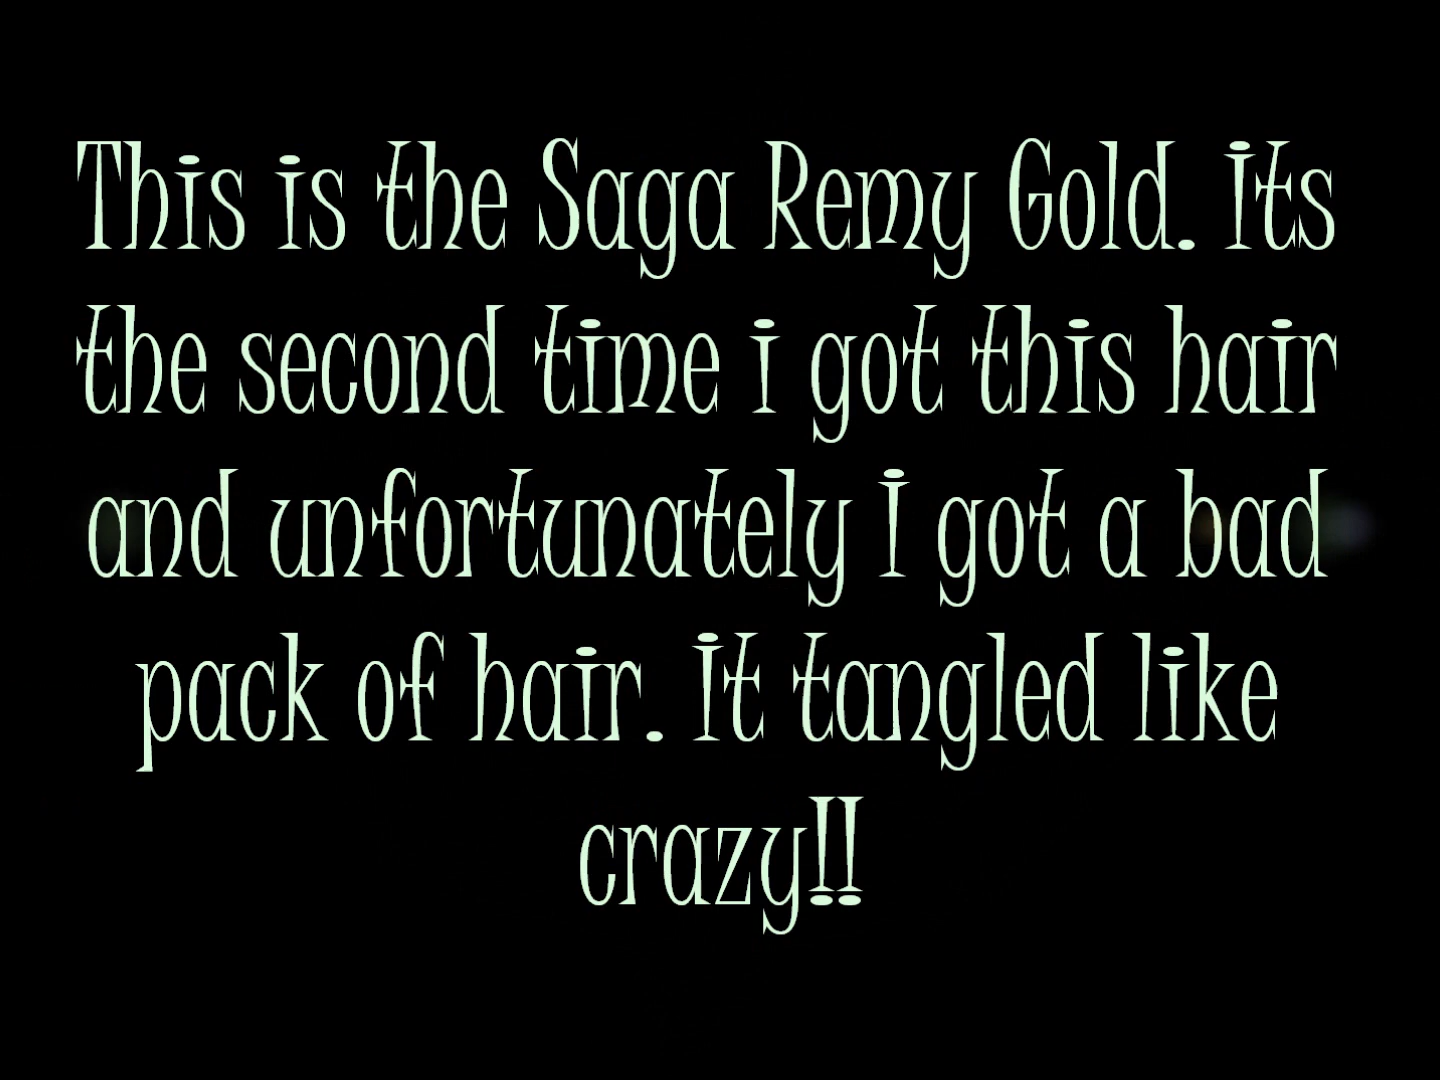 This is the Saga Remy Gold. Its
the second time i got this hair
and unfortunately I got a bad
pack of hair. It tangled like
crazy!!